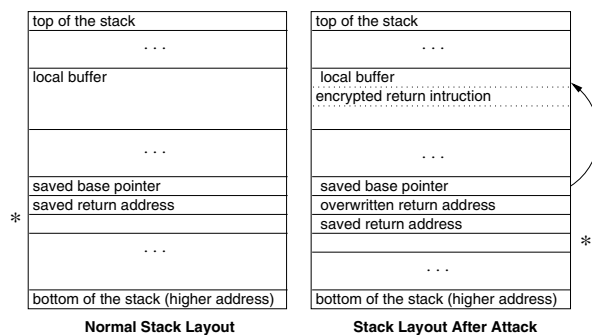 top of the stack
. . .
local buffer
. . .
saved base pointer
saved return address
*
. . .
bottom of the stack (higher address)
Normal Stack Layout
top of the stack
. . .
local buffer
encrypted return intruction
. . .
saved base pointer
overwritten return address
saved return address
*
. . .
bottom of the stack (higher address)
Stack Layout After Attack